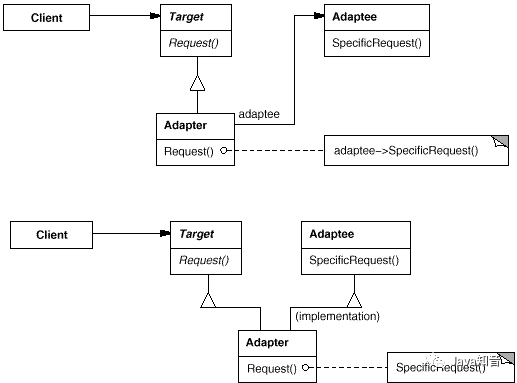 Client
Target
Request()
Adaptee
SpecificRequest()
adaptee
Adapter
Request()
adaptee->SpecificRequest()
Client
Target
Request()
Adaptee
SpecificRequest()
(implementation)
Adapter
Request()
SpecificRequest()
Java知音